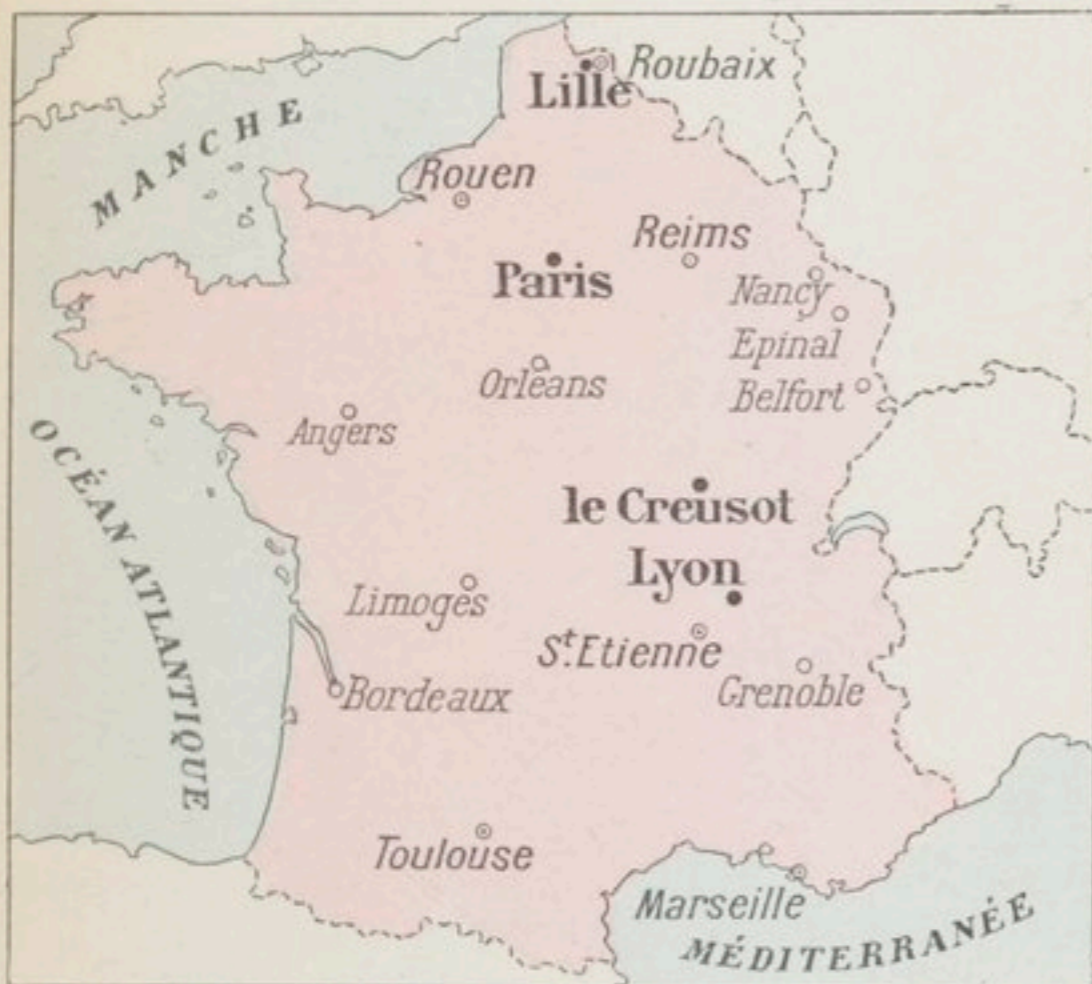 Roubaix
Lille
MANCHE
Rouen
Reims
Paris
Nancy
Epinal
Orléans
Belfort
Angers
OCÉAN ATLANTIQUE
le Creusot
Lyon
Limoges
St. Etienne
Grenoble
Bordeaux
Toulouse
Marseille
MÉDITERRANÉE